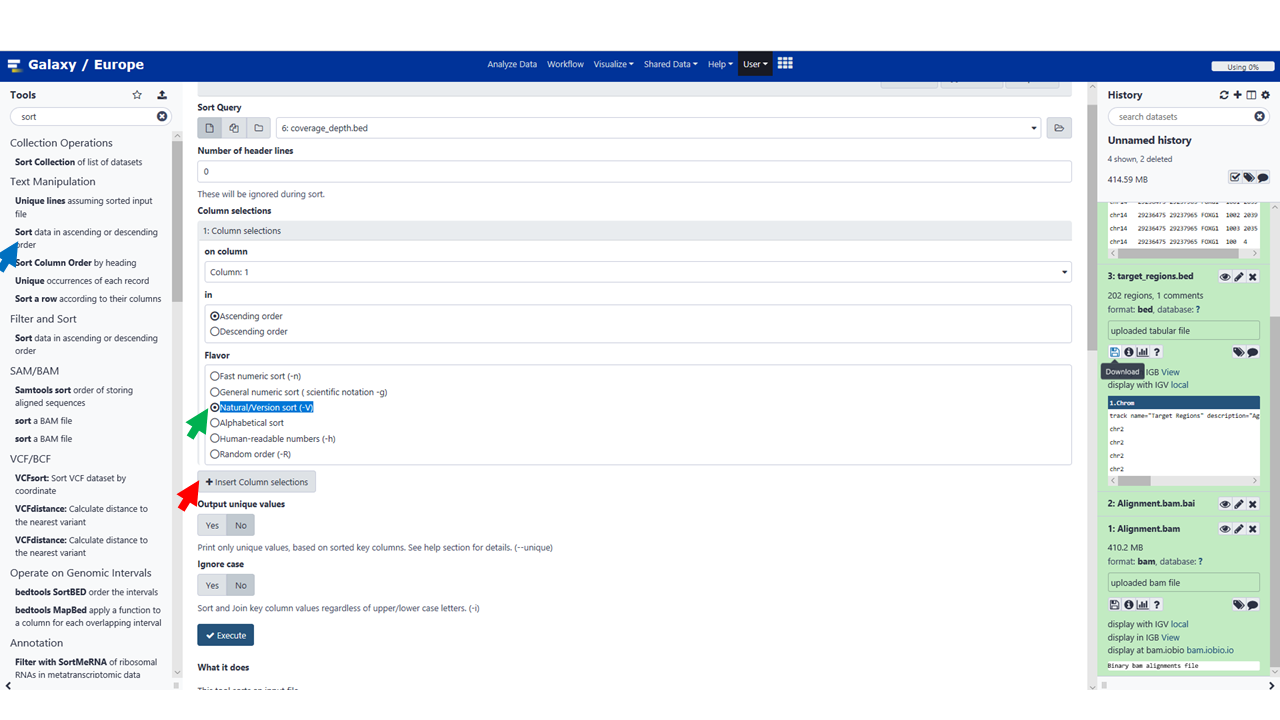 Galaxy / Europe
Analyze Data
Workflow
Visualize
Shared Data
Help
User
Using 0%
Tools
sort
Collection Operations
Sort Collection of list of datasets
Text Manipulation
Unique lines assuming sorted input
file
Sort data in ascending or descending
order
Sort Column Order by heading
Unique occurrences of each record
Sort a row according to their columns
Filter and Sort
Sort data in ascending or descending
order
SAM/BAM
Samtools sort order of storing
aligned sequences
sort a BAM file
sort a BAM file
VCF/BCF
VCFsort: Sort VCF dataset by
coordinate
VCFdistance: Calculate distance to
the nearest variant
VCFdistance: Calculate distance to
the nearest variant
Operate on Genomic Intervals
bedtools SortBED order the intervals
bedtools MapBed apply a function to
a column for each overlapping interval
Annotation
Filter with SortMeRNA of ribosomal
RNAs in metatranscriptomic data
Sort Query
6: coverage_depth.bed
Number of header lines
0
These will be ignored during sort.
Column selections
1: Column selections
on column
Column: 1
in
Ascending order
Descending order
Flavor
Fast numeric sort (-n)
General numeric sort ( scientific notation -g)
Natural/Version sort (-V)
Alphabetical sort
Human-readable numbers (-h)
Random order (-R)
+ Insert Column selections
Output unique values
Yes No
Print only unique values, based on sorted key columns. See help section for details. (--unique)
Ignore case
Yes No
Sort and Join key column values regardless of upper/lower case letters. (-i)
Execute
What it does
This tool sorts an input file.
History
search datasets
Unnamed history
4 shown, 2 deleted
414.59 MB
chr14 29236475 29237965 FOXG1 1002 2039
chr14 29236475 29237965 FOXG1 1003 2035
chr14 29236475 29237965 FOXG1 100 4
3: target_regions.bed
202 regions, 1 comments
format: bed, database: ?
uploaded tabular file
Download
IGB View
display with IGV local
1.Chrom
track name="Target Regions" description="Ag
chr2
chr2
chr2
chr2
2: Alignment.bam.bai
1: Alignment.bam
410.2 MB
format: bam, database: ?
uploaded bam file
display with IGV local
display in IGB View
display at bam.iobio bam.iobio.io
Binary bam alignments file